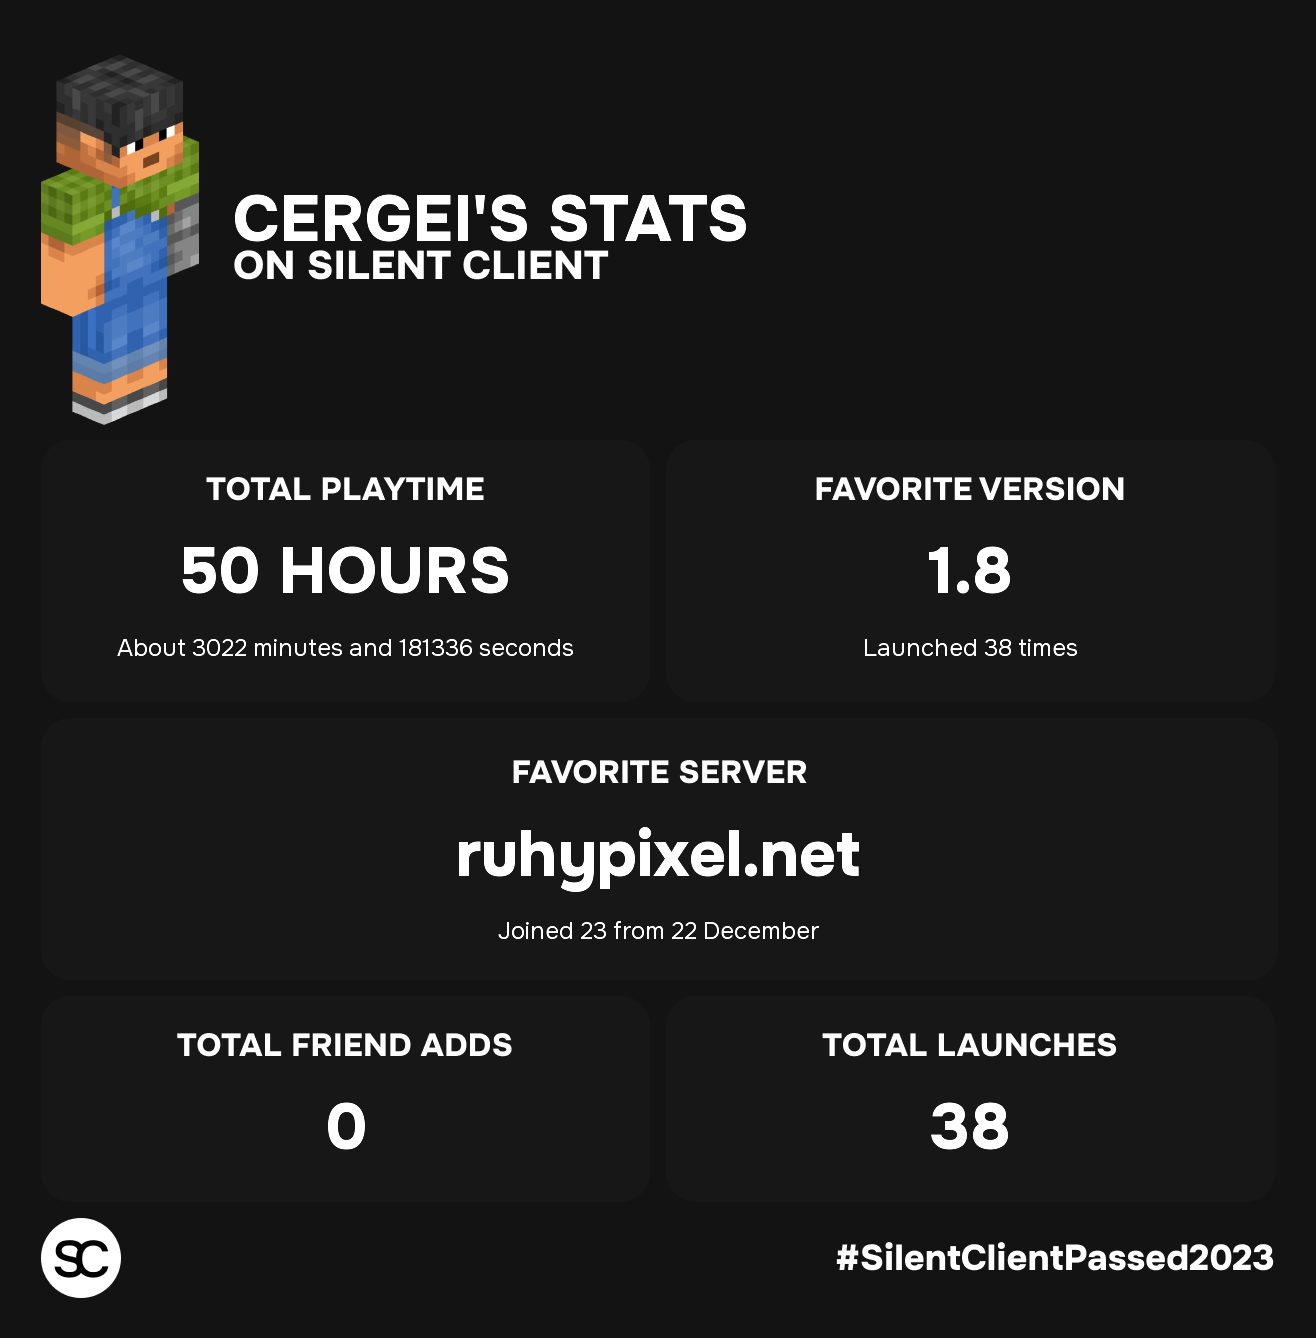 CERGEI'S STATS
ON SILENT CLIENT
TOTAL PLAYTIME
50 HOURS
About 3022 minutes and 181336 seconds
FAVORITE VERSION
1.8
Launched 38 times
FAVORITE SERVER
ruhypixel.net
Joined 23 from 22 December
TOTAL FRIEND ADDS
0
TOTAL LAUNCHES
38
SC
#SilentClientPassed2023